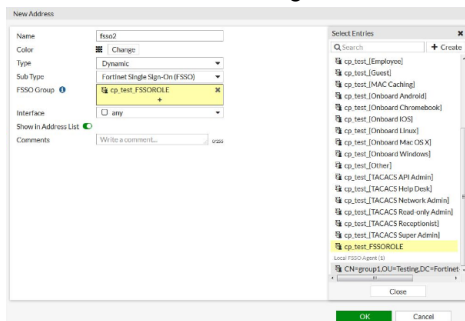 New Address
Name
fsso2
Color
Change
Type
Dynamic
Sub Type
Fortinet Single Sign-On (FSSO)
FSSO Group
cp_test_FSSOROLE
+
Interface
any
Show in Address List
Comments
Write a comment...
0/255
Select Entries
Search
+ Create
cp_test_[Employee]
cp_test_[Guest]
cp_test_[MAC Caching]
cp_test_[Onboard Android]
cp_test_[Onboard Chromebook]
cp_test_[Onboard IOS]
cp_test_[Onboard Linux]
cp_test_[Onboard Mac OS X]
cp_test_[Onboard Windows]
cp_test_[Other]
cp_test_[TACACS API Admin]
cp_test_[TACACS Help Desk]
cp_test_[TACACS Network Admin]
cp_test_[TACACS Read-only Admin]
cp_test_[TACACS Receptionist]
cp_test_[TACACS Super Admin]
cp_test_FSSOROLE
Local FSSO Agent (1)
CN=group1,OU=Testing,DC=Fortinet
Close
OK
Cancel